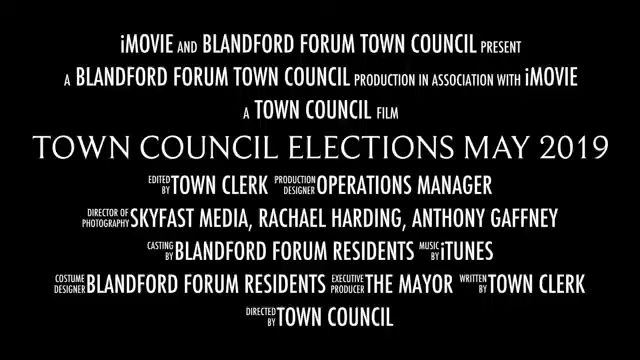 iMOVIE AND BLANDFORD FORUM TOWN COUNCIL PRESENT
A BLANDFORD FORUM TOWN COUNCIL PRODUCTION IN ASSOCIATION WITH iMOVIE
A TOWN COUNCIL FILM
TOWN COUNCIL ELECTIONS MAY 2019
EDITED BY TOWN CLERK PRODUCTION DESIGNER OPERATIONS MANAGER
DIRECTOR OF PHOTOGRAPHY SKYFAST MEDIA, RACHAEL HARDING, ANTHONY GAFFNEY
CASTING BY BLANDFORD FORUM RESIDENTS MUSIC BY iTUNES
COSTUME DESIGNER BLANDFORD FORUM RESIDENTS EXECUTIVE PRODUCER THE MAYOR WRITTEN BY TOWN CLERK
DIRECTED BY TOWN COUNCIL